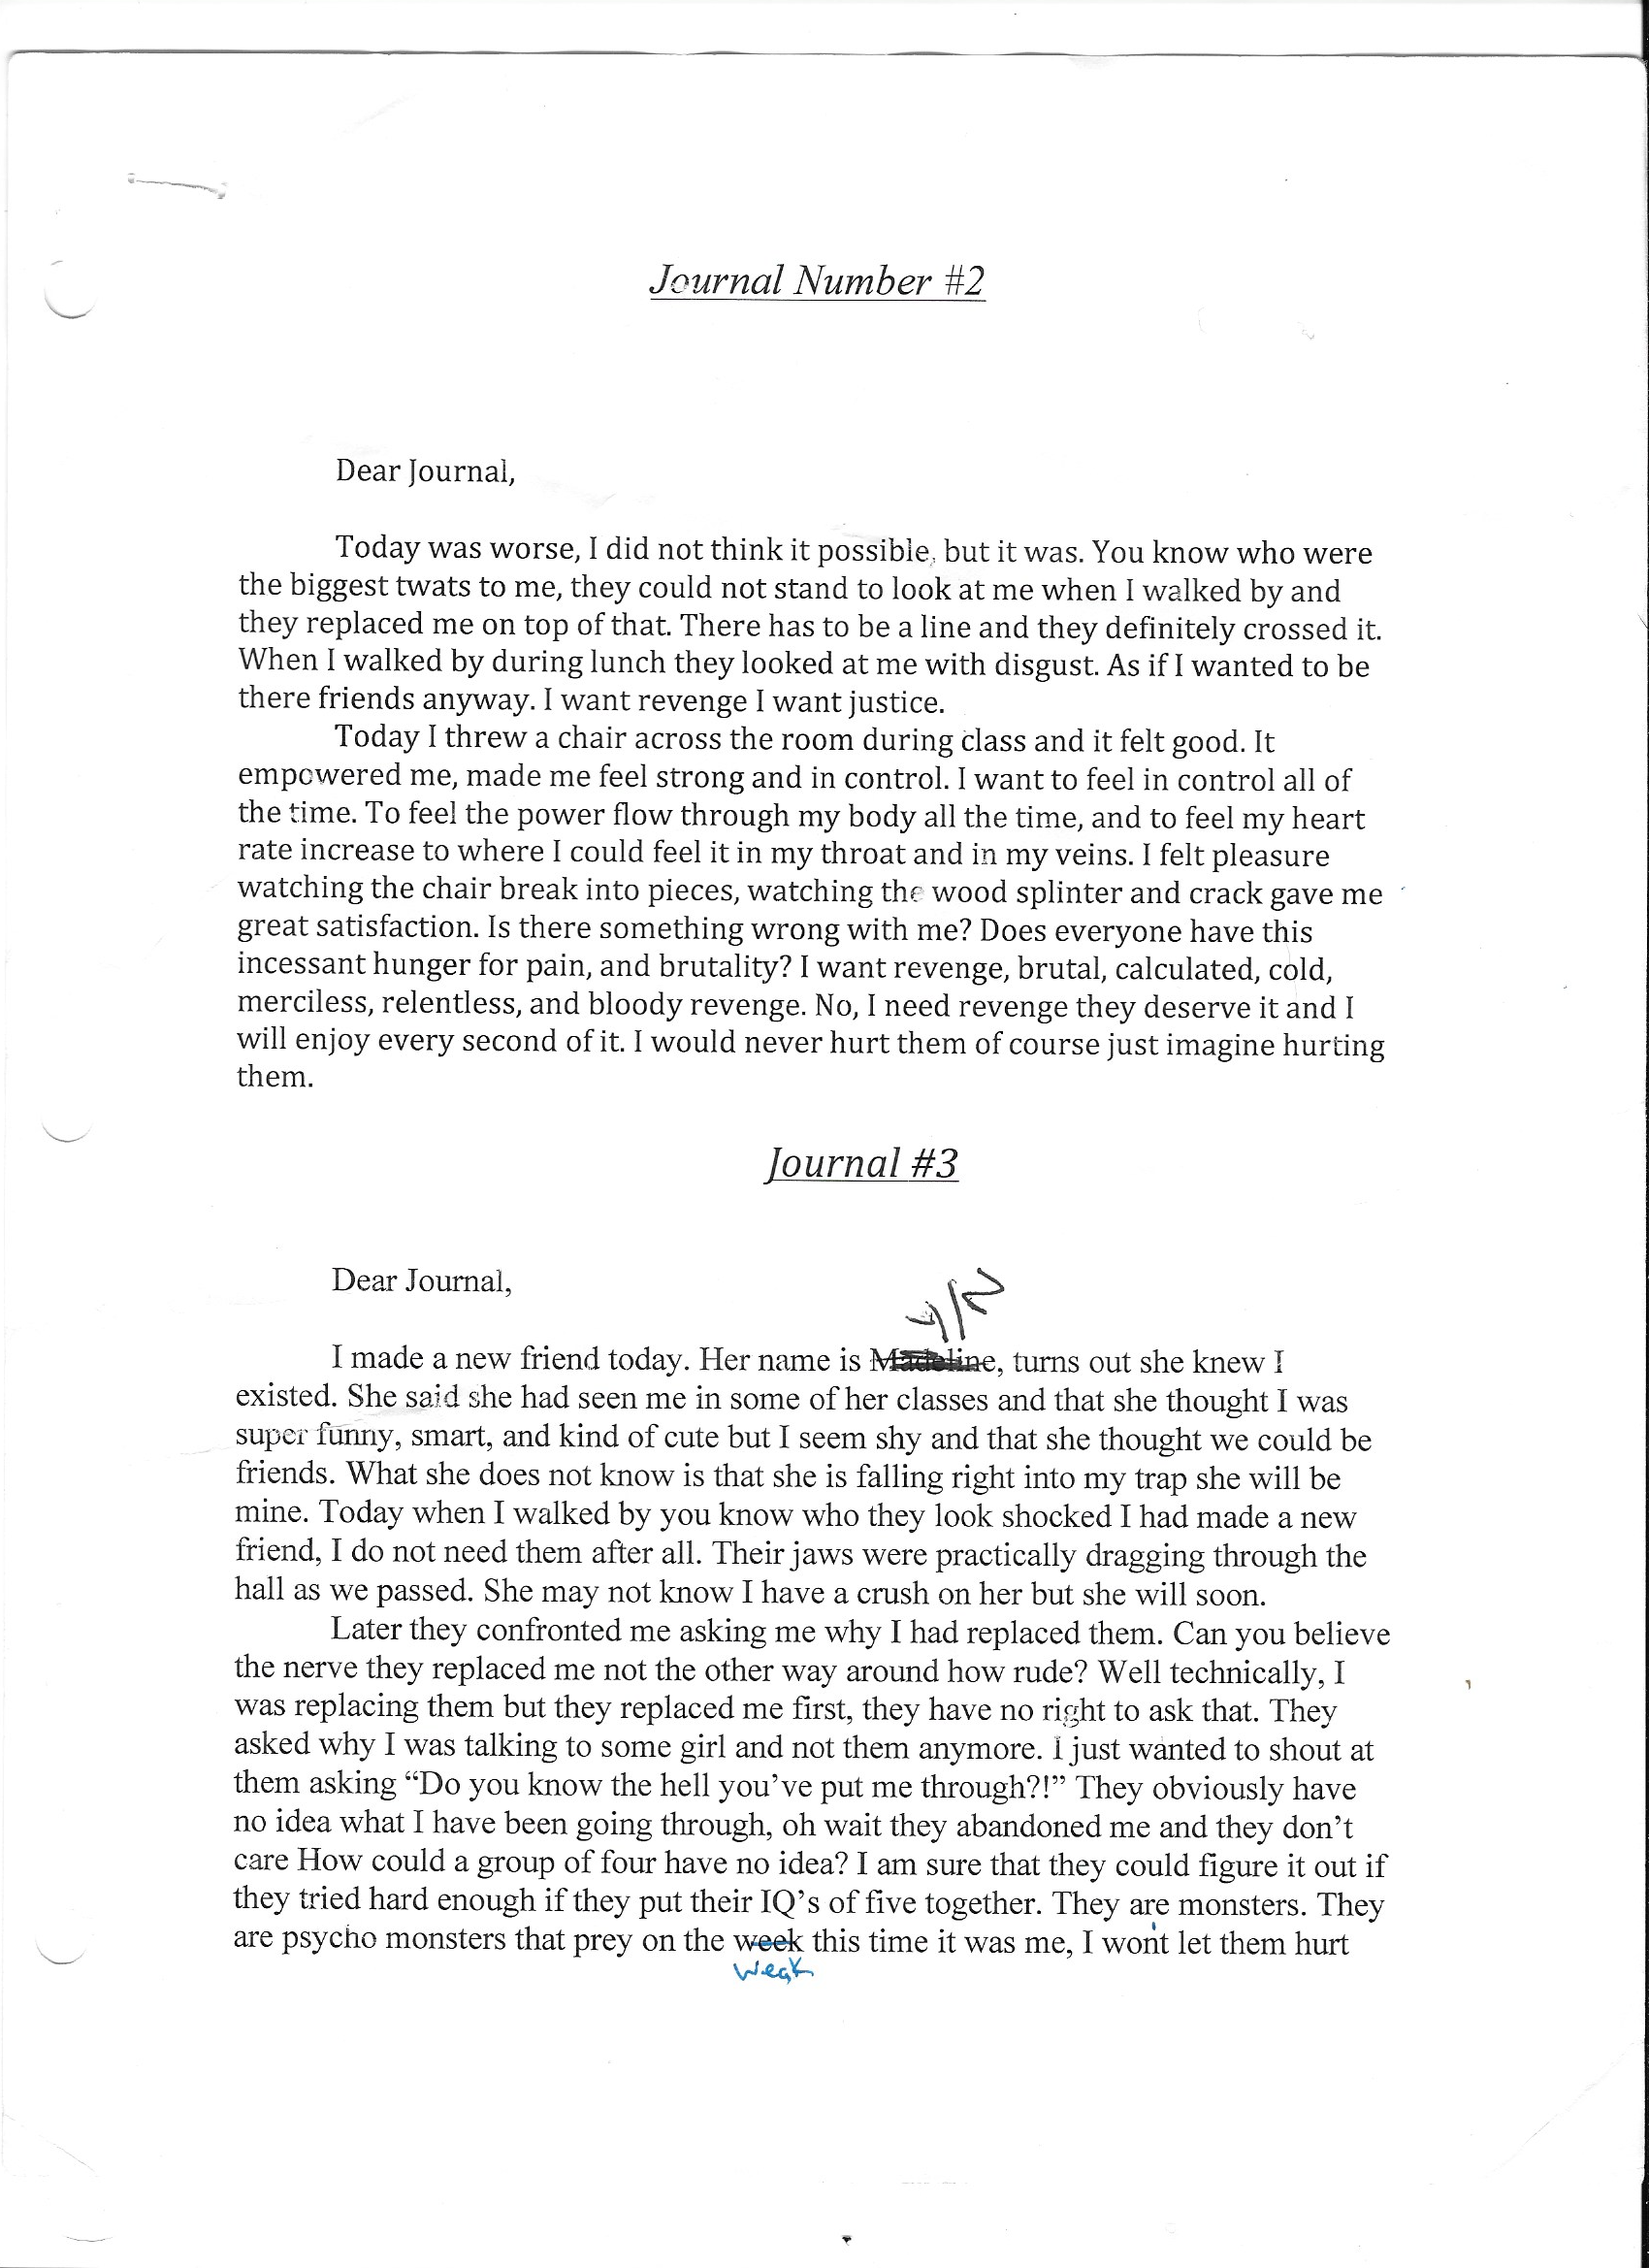 Journal Number #2
Dear Journal,
Today was worse, I did not think it possible, but it was. You know who were
the biggest twats to me, they could not stand to look at me when I walked by and
they replaced me on top of that. There has to be a line and they definitely crossed it.
When I walked by during lunch they looked at me with disgust. As if I wanted to be
there friends anyway. I want revenge I want justice.
Today I threw a chair across the room during class and it felt good. It
empowered me, made me feel strong and in control. I want to feel in control all of
the time. To feel the power flow through my body all the time, and to feel my heart
rate increase to where I could feel it in my throat and in my veins. I felt pleasure
watching the chair break into pieces, watching the wood splinter and crack gave me
great satisfaction. Is there something wrong with me? Does everyone have this
incessant hunger for pain, and brutality? I want revenge, brutal, calculated, cold,
merciless, relentless, and bloody revenge. No, I need revenge they deserve it and I
will enjoy every second of it. I would never hurt them of course just imagine hurting
them.
Journal #3
Dear Journal,
Y/N
I made a new friend today. Her name is Madeline, turns out she knew I
existed. She said she had seen me in some of her classes and that she thought I was
super funny, smart, and kind of cute but I seem shy and that she thought we could be
friends. What she does not know is that she is falling right into my trap she will be
mine. Today when I walked by you know who they look shocked I had made a new
friend, I do not need them after all. Their jaws were practically dragging through the
hall as we passed. She may not know I have a crush on her but she will soon.
Later they confronted me asking me why I had replaced them. Can you believe
the nerve they replaced me not the other way around how rude? Well technically, I
was replacing them but they replaced me first, they have no right to ask that. They
asked why I was talking to some girl and not them anymore. I just wanted to shout at
them asking “Do you know the hell you’ve put me through?!” They obviously have
no idea what I have been going through, oh wait they abandoned me and they don’t
care How could a group of four have no idea? I am sure that they could figure it out if
they tried hard enough if they put their IQ’s of five together. They are monsters. They
are psycho monsters that prey on the week this time it was me, I won't let them hurt
weak